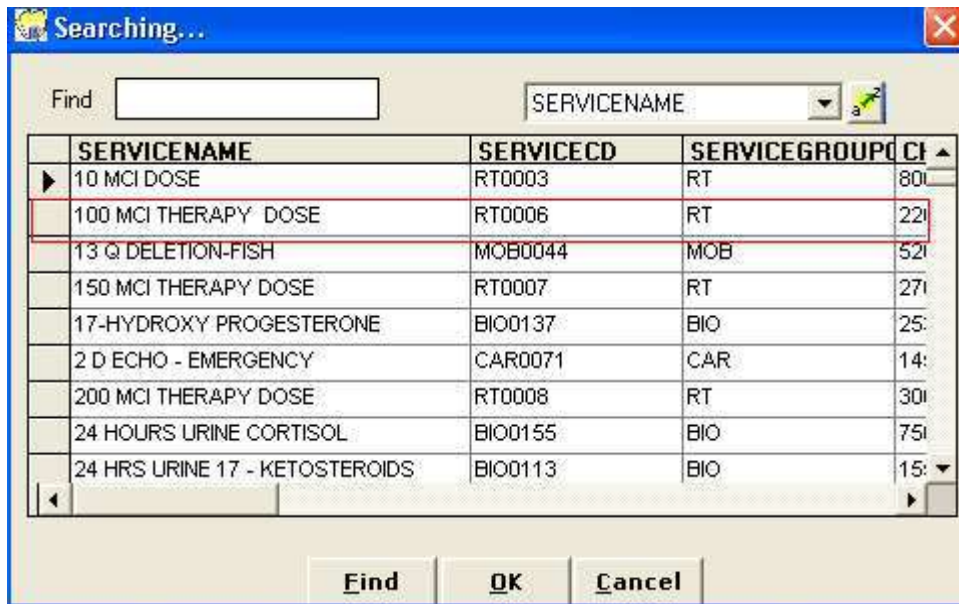 Searching...
Find SERVICENAME
SERVICENAME SERVICECD SERVICEGROUP
10 MCI DOSE RT0003 RT
100 MCI THERAPY DOSE RT0006 RT
13 Q DELETION-FISH MOB0044 MOB
150 MCI THERAPY DOSE RT0007 RT
17-HYDROXY PROGESTERONE BIO0137 BIO
2 D ECHO - EMERGENCY CAR0071 CAR
200 MCI THERAPY DOSE RT0008 RT
24 HOURS URINE CORTISOL BIO0155 BIO
24 HRS URINE 17 - KETOSTEROIDS BIO0113 BIO
Find OK Cancel